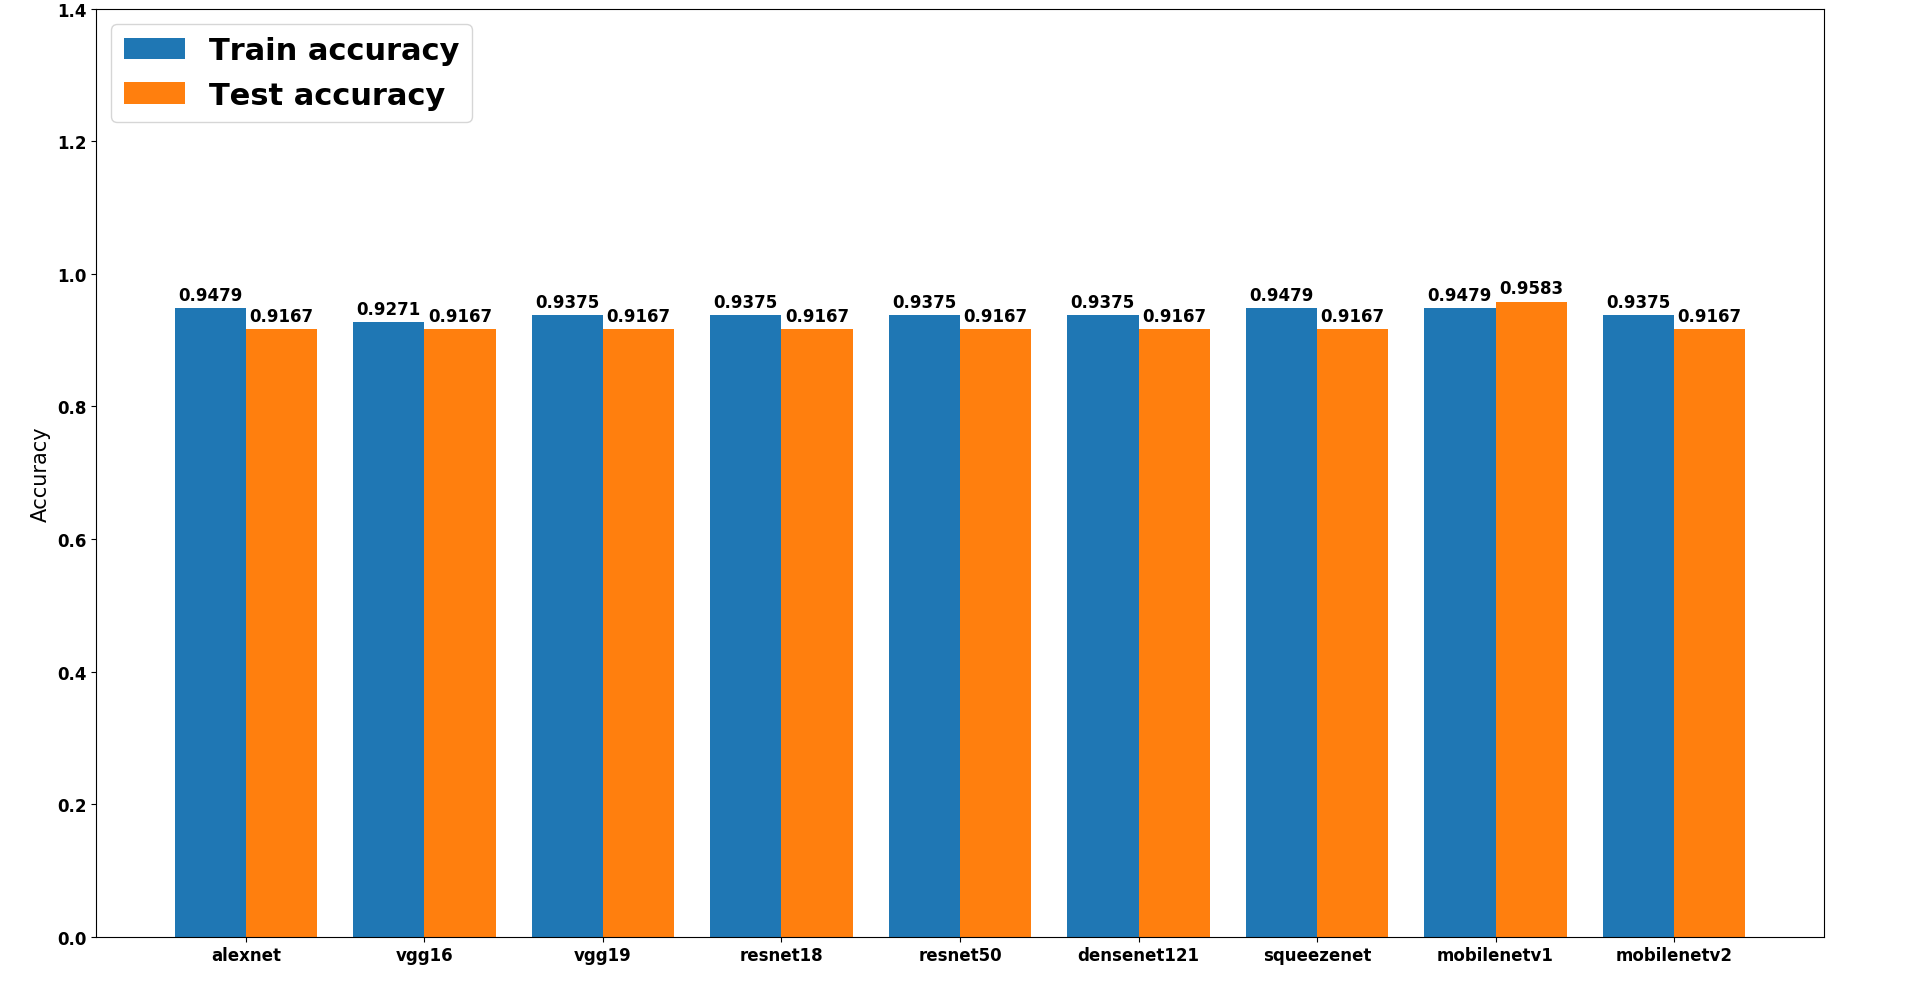 1.4
Train accuracy
Test accuracy
1.2
1.0
0.9479 0.9167 0.9271 0.9167 0.9375 0.9167 0.9375 0.9167 0.9375 0.9167 0.9375 0.9167 0.9479 0.9167 0.9479 0.9583 0.9375 0.9167
0.8
Accuracy
0.6
0.4
0.2
0.0
alexnet vgg16 vgg19 resnet18 resnet50 densenet121 squeezenet mobilenetv1 mobilenetv2